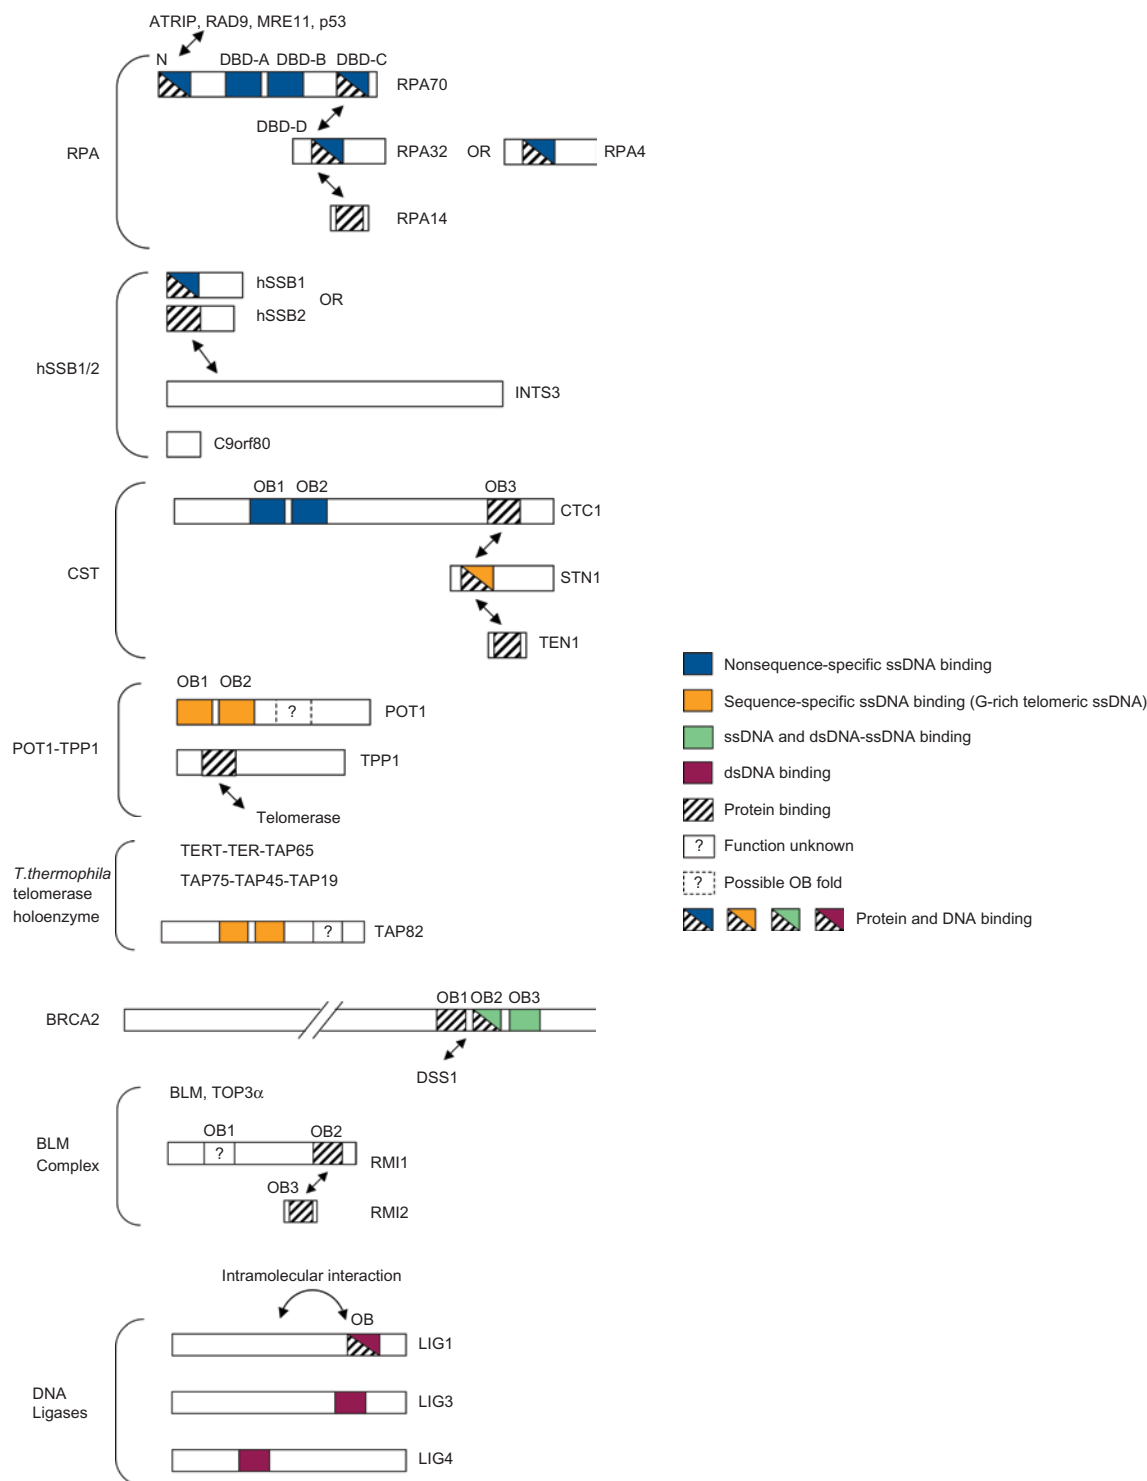 ATRIP, RAD9, MRE11, p53
N DBD-A DBD-B DBD-C
RPA70
DBD-D
RPA
RPA32 OR RPA4
RPA14
hSSB1
OR
hSSB2
hSSB1/2
INTS3
C9orf80
OB1 OB2 OB3
CTC1
CST
STN1
TEN1
OB1 OB2
POT1
?
POT1-TPP1
TPP1
Telomerase
TERT-TER-TAP65
T.thermophila
telomerase
holoenzyme
TAP75-TAP45-TAP19
? TAP82
Nonsequence-specific ssDNA binding
Sequence-specific ssDNA binding (G-rich telomeric ssDNA)
ssDNA and dsDNA-ssDNA binding
dsDNA binding
Protein binding
? Function unknown
? Possible OB fold
Protein and DNA binding
OB1 OB2 OB3
BRCA2
DSS1
BLM, TOP3α
BLM
Complex
OB1 OB2
? RMI1
OB3
RMI2
Intramolecular interaction
OB
LIG1
DNA
Ligases
LIG3
LIG4